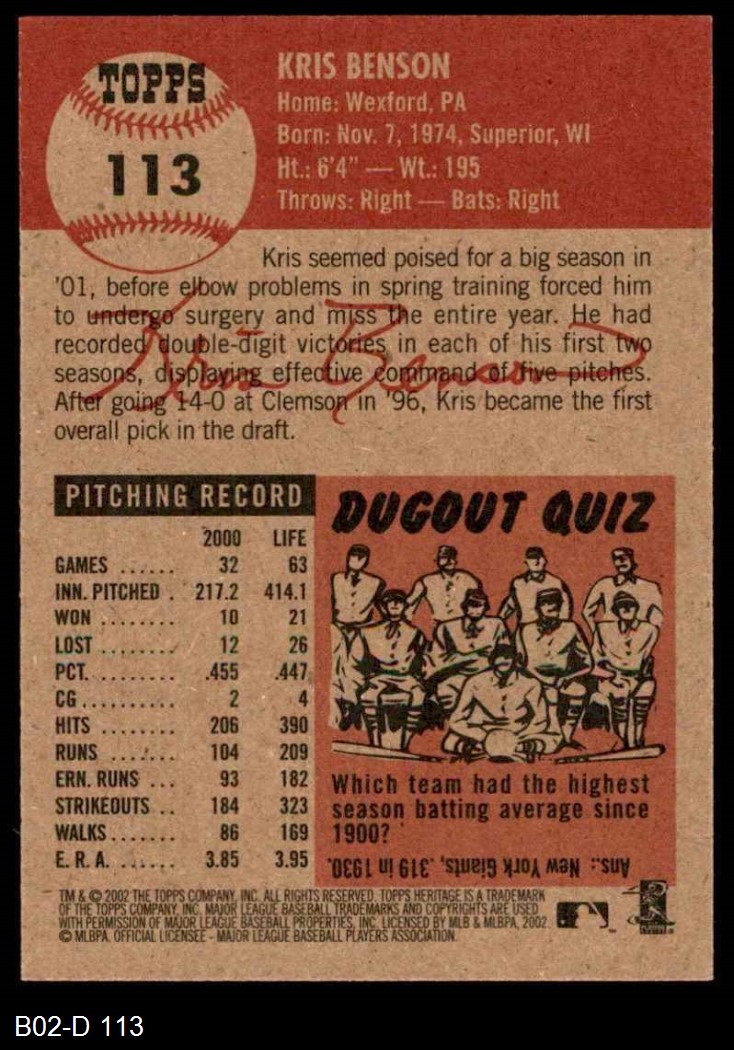 TOPPS
113
KRIS BENSON
Home: Wexford, PA
Born: Nov. 7, 1974, Superior, WI
Ht.: 6'4" — Wt.: 195
Throws: Right — Bats: Right
Kris seemed poised for a big season in
'01, before elbow problems in spring training forced him
to undergo surgery and miss the entire year. He had
recorded double-digit victories in each of his first two
seasons, displaying effective command of five pitches.
After going 14-0 at Clemson in '96, Kris became the first
overall pick in the draft.
Kris Benson
PITCHING RECORD
2000 LIFE
GAMES ...... 32 63
INN. PITCHED . 217.2 414.1
WON ........ 10 21
LOST ........ 12 26
PCT. ......... .455 .447
CG .......... 2 4
HITS ........ 206 390
RUNS ....... 104 209
ERN. RUNS ... 93 182
STRIKEOUTS .. 184 323
WALKS ....... 86 169
E. R. A. ...... 3.85 3.95
DUGOUT QUIZ
Which team had the highest
season batting average since
1900?
Ans.: New York Giants, .319 in 1930.
TM & © 2002 THE TOPPS COMPANY, INC. ALL RIGHTS RESERVED. TOPPS HERITAGE IS A TRADEMARK
OF THE TOPPS COMPANY, INC. MAJOR LEAGUE BASEBALL TRADEMARKS AND COPYRIGHTS ARE USED
WITH PERMISSION OF MAJOR LEAGUE BASEBALL PROPERTIES, INC. LICENSED BY MLB & MLBPA, 2002.
© MLBPA. OFFICIAL LICENSEE - MAJOR LEAGUE BASEBALL PLAYERS ASSOCIATION.
B02-D 113